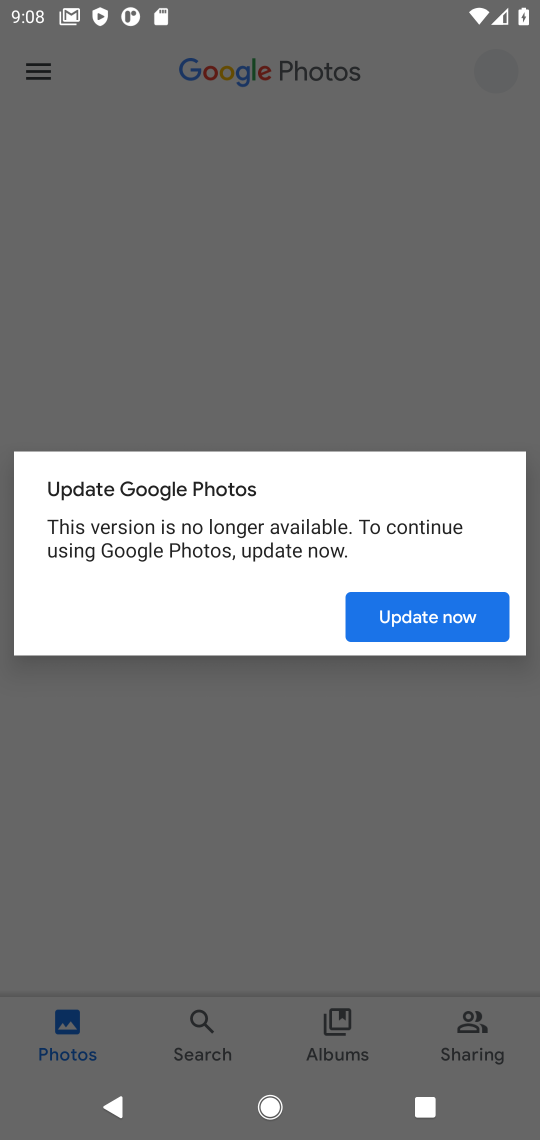 9:08
Google Photos
Update Google Photos
This version is no longer available. To continue
using Google Photos, update now.
Update now
Photos
Search
Albums
Sharing